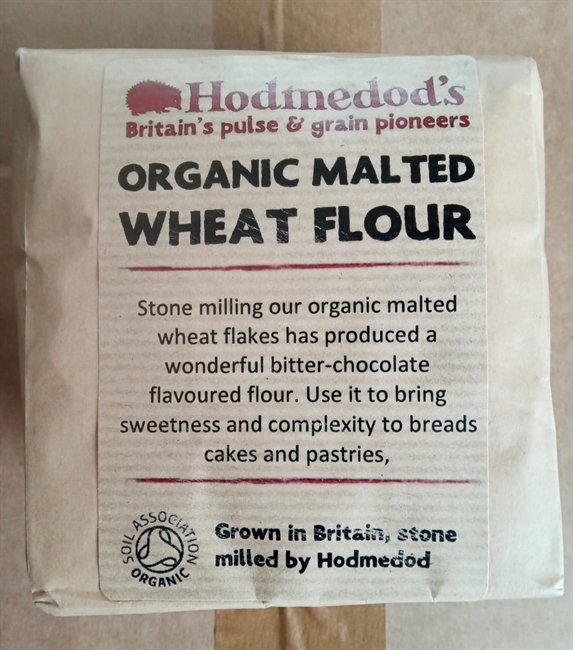 Hodmedod's
Britain's pulse & grain pioneers
ORGANIC MALTED
WHEAT FLOUR
Stone milling our organic malted
wheat flakes has produced a
wonderful bitter-chocolate
flavoured flour. Use it to bring
sweetness and complexity to breads
cakes and pastries,
SOIL ASSOCIATION
ORGANIC
Grown in Britain, stone
milled by Hodmedod